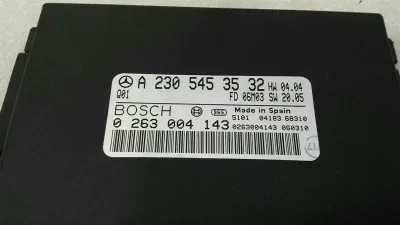 A 230 545 35 32 HW 04.04
Q01 FD 06M03 SW 20.05
BOSCH Made in Spain
5101 04183 68310
0 263 004 143 0263004143 060310